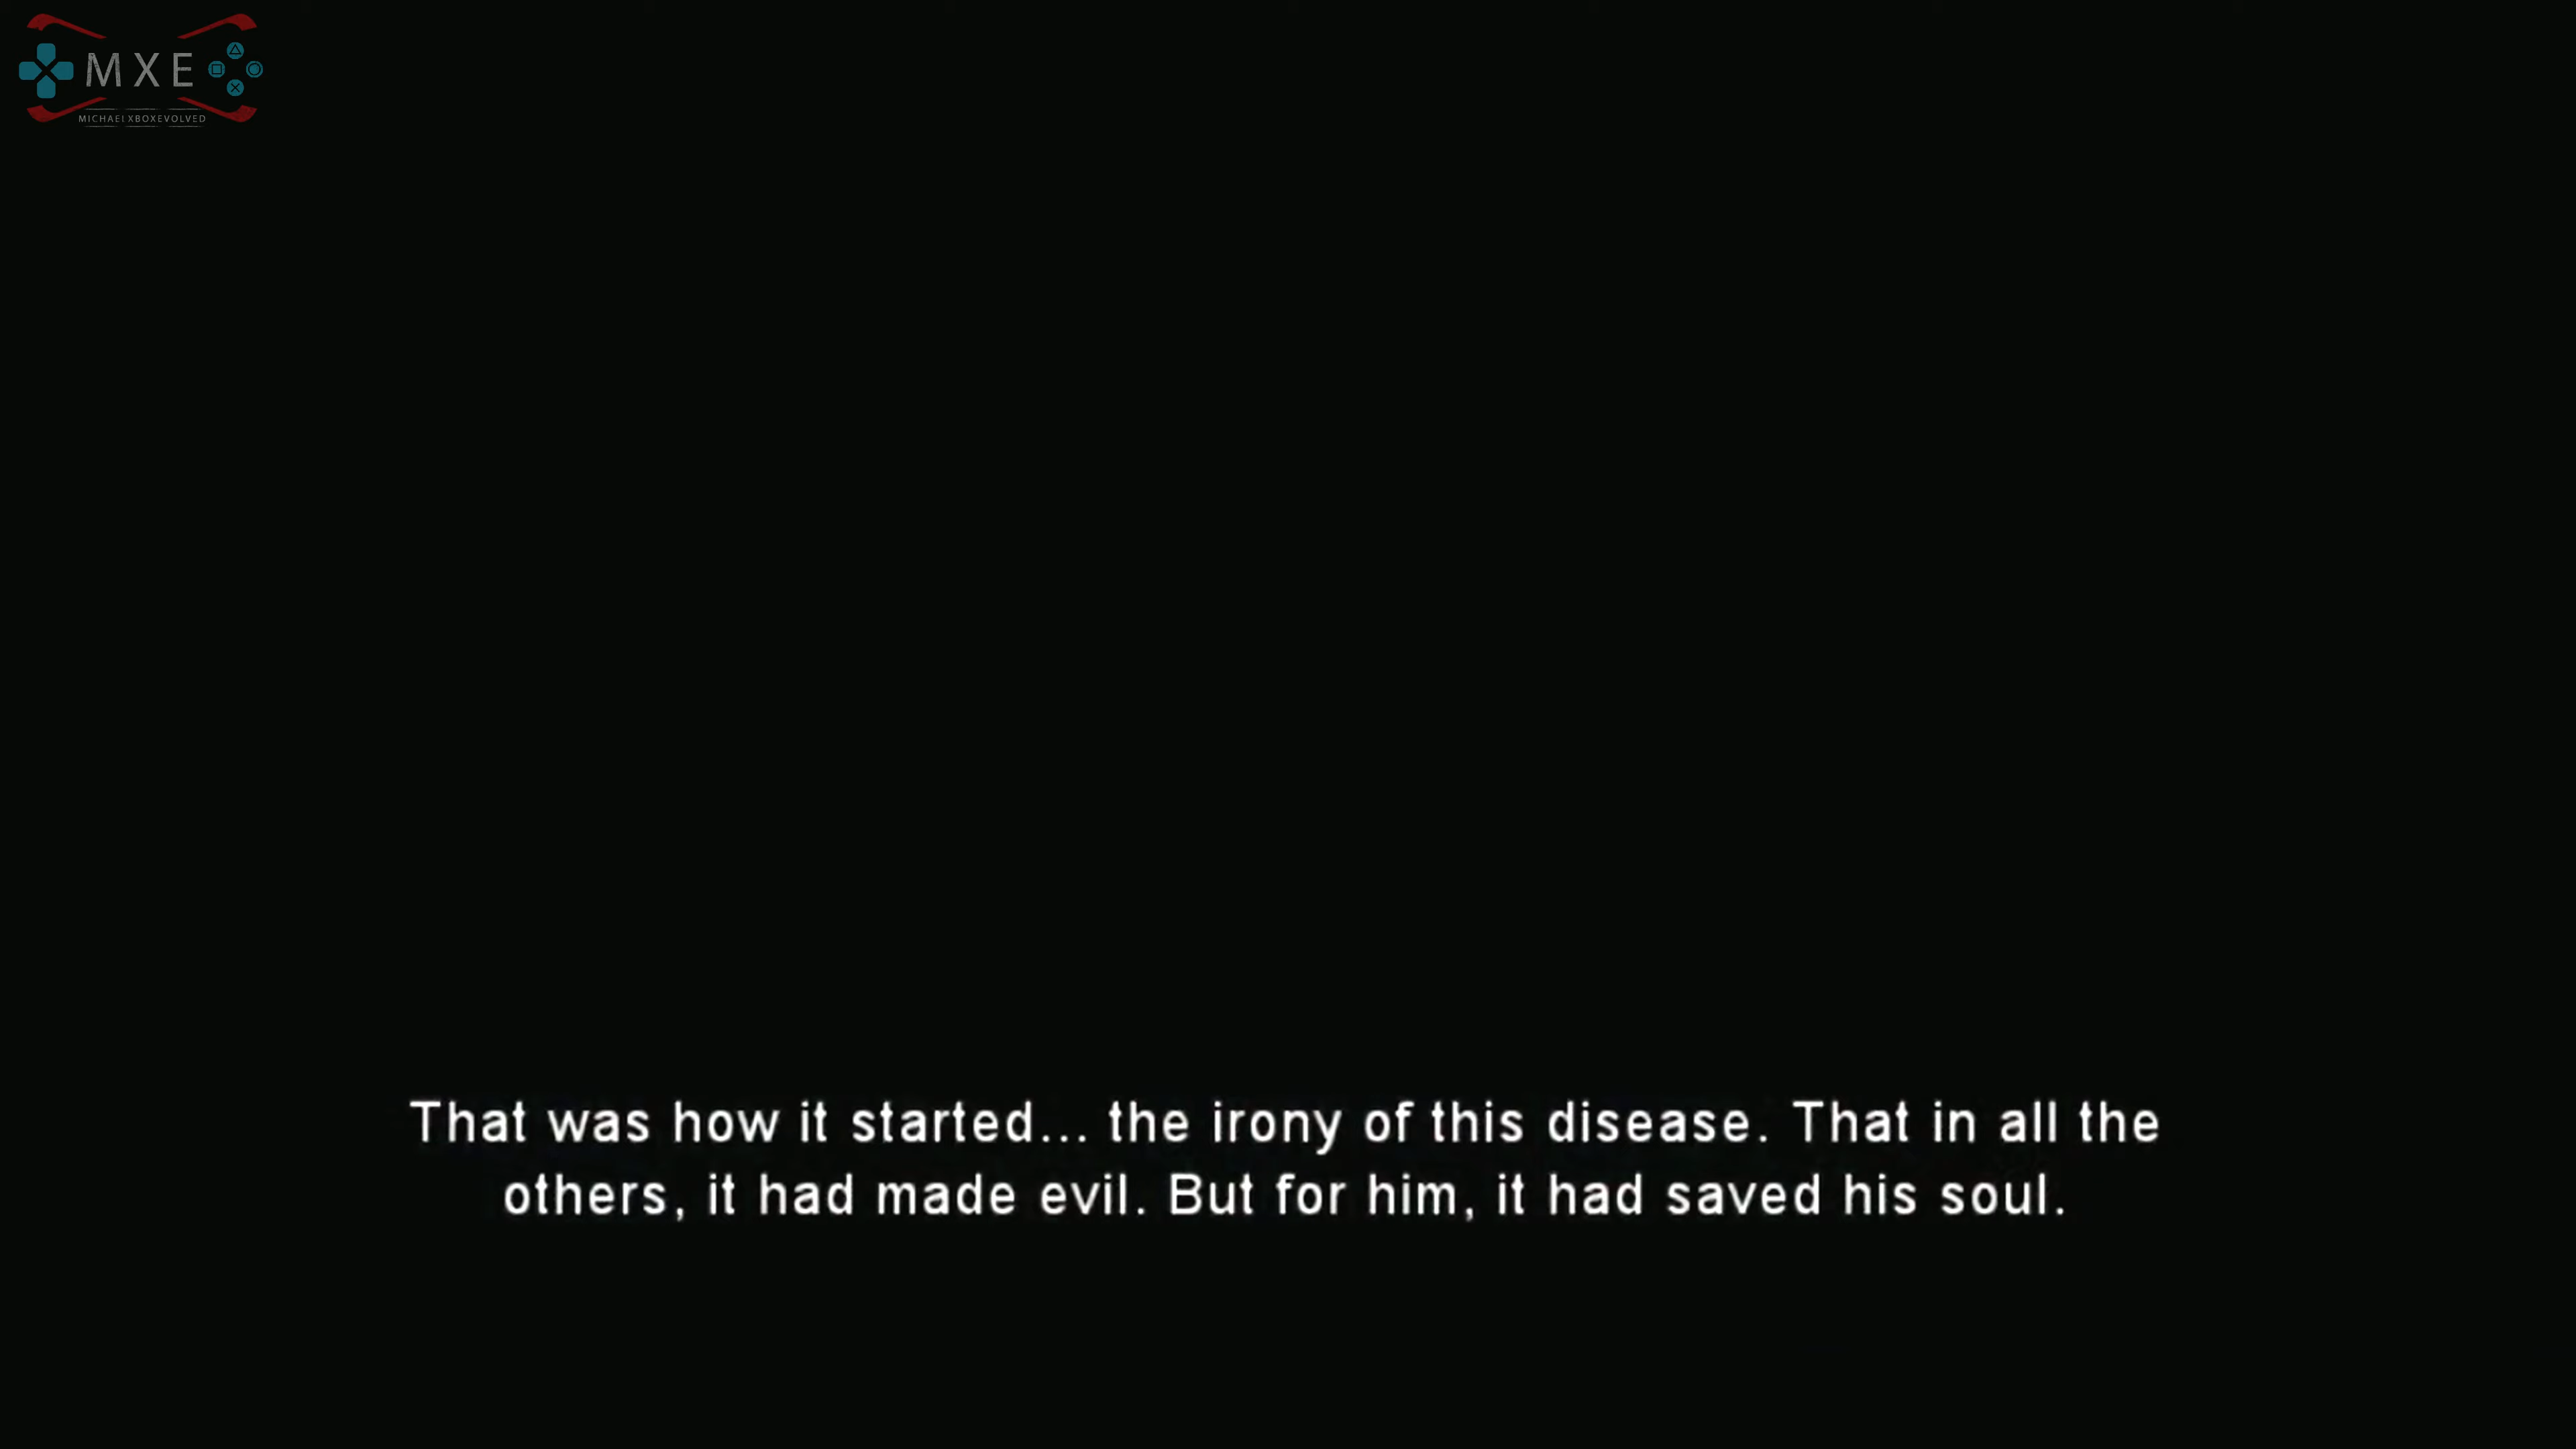 MXE
MICHAELXBOXEVOLVED
That was how it started... the irony of this disease. That in all the
others, it had made evil. But for him, it had saved his soul.